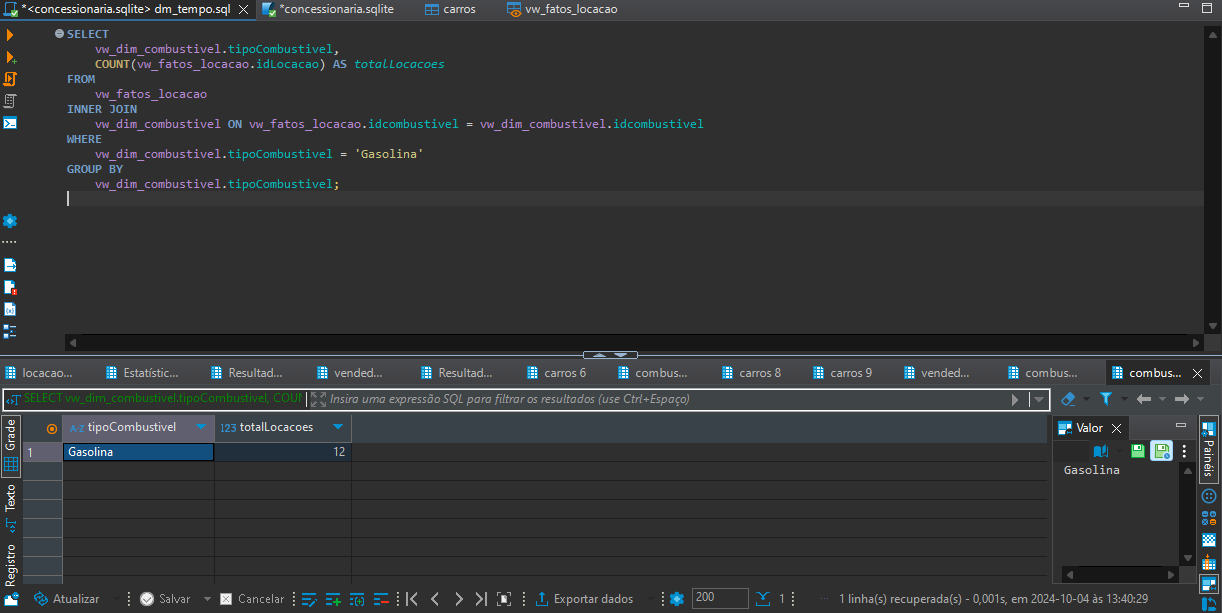 *<concessionaria.sqlite> dm_tempo.sql
*concessionaria.sqlite
carros
vw_fatos_locacao
SELECT
vw_dim_combustivel.tipoCombustivel,
COUNT(vw_fatos_locacao.idLocacao) AS totalLocacoes
FROM
vw_fatos_locacao
INNER JOIN
vw_dim_combustivel ON vw_fatos_locacao.idcombustivel = vw_dim_combustivel.idcombustivel
WHERE
vw_dim_combustivel.tipoCombustivel = 'Gasolina'
GROUP BY
vw_dim_combustivel.tipoCombustivel;
locacao...
Estatístic...
Resultad...
vended...
Resultad...
carros 6
combus...
carros 8
carros 9
vended...
combus...
combus...
SELECT vw_dim_combustivel.tipoCombustivel, COUN
Insira uma expressão SQL para filtrar os resultados (use Ctrl+Espaço)
Grade
Texto
Registro
A-Z tipoCombustivel
123 totalLocacoes
1 Gasolina 12
Valor
Gasolina
Painéis
Atualizar
Salvar
Cancelar
Exportar dados
200
1
1 linha(s) recuperada(s) - 0,001s, em 2024-10-04 às 13:40:29